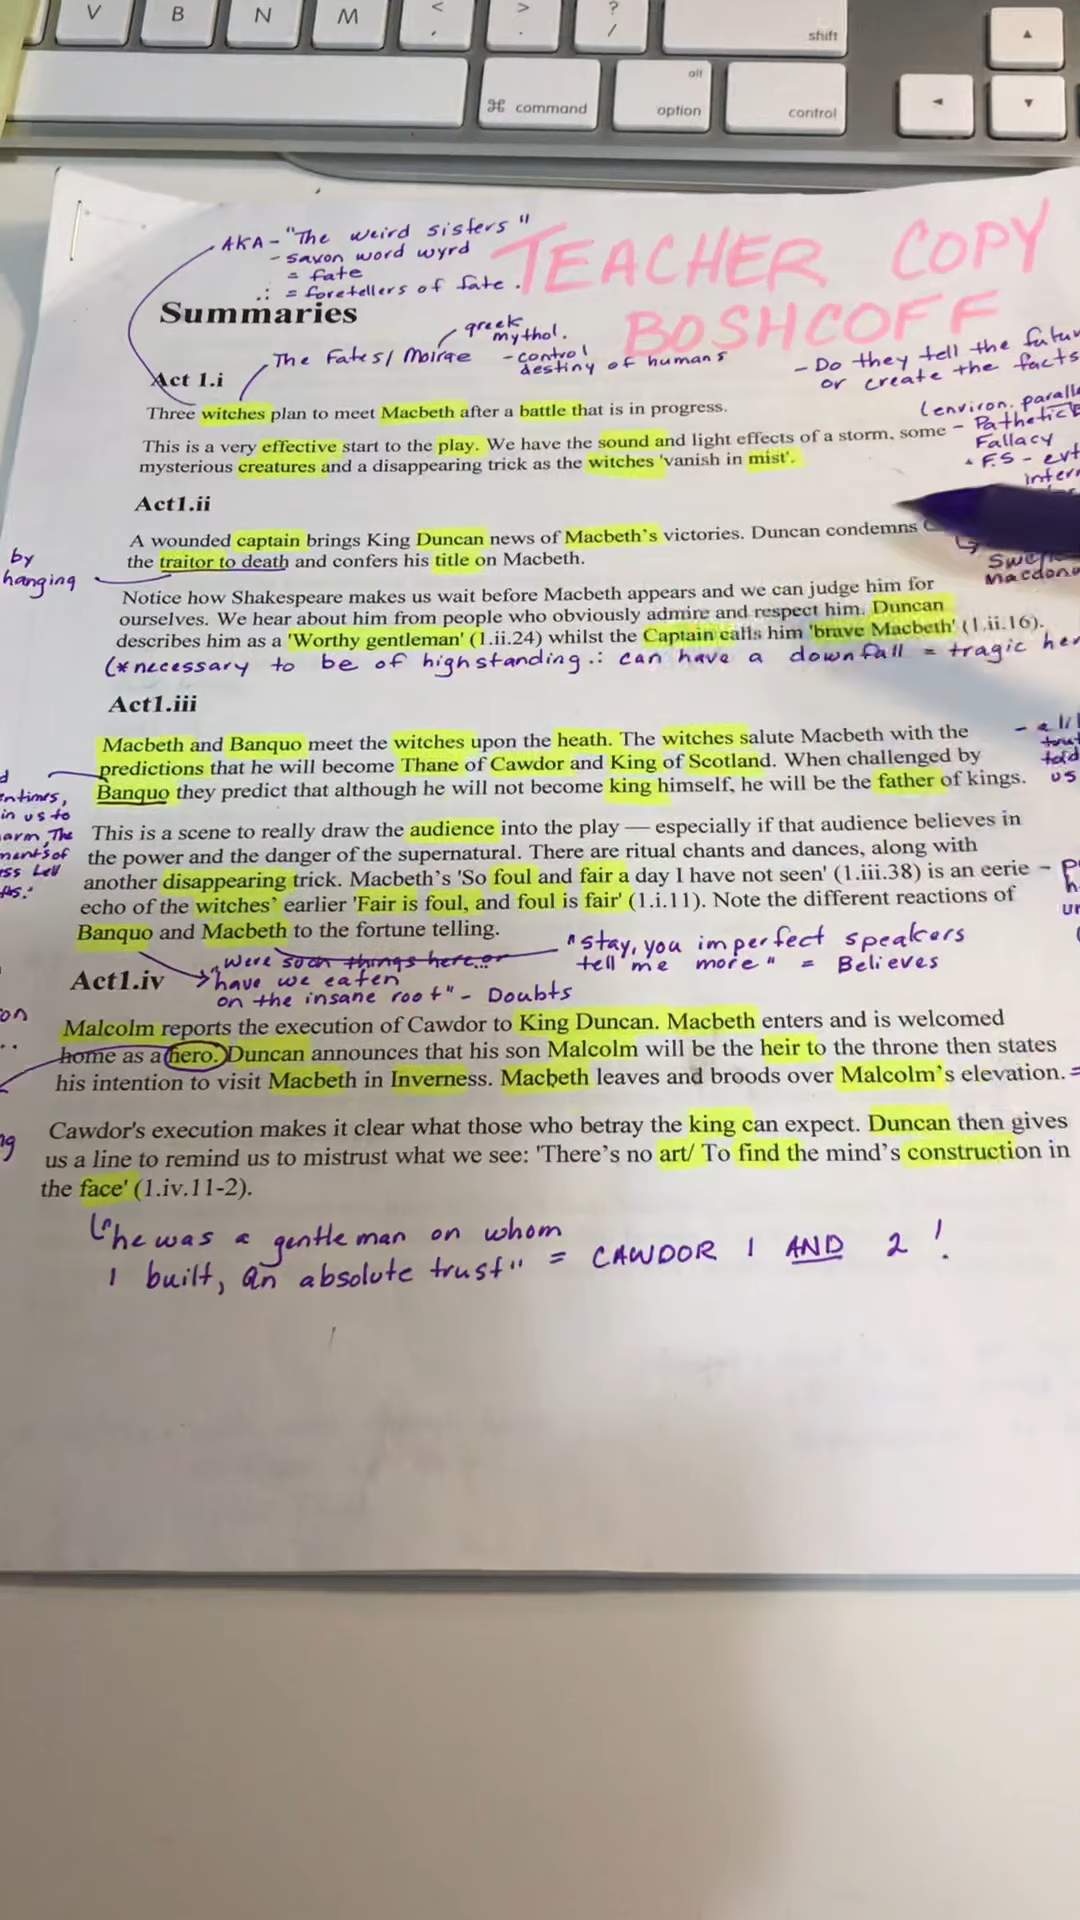 V B N M < , > . ? / shift
⌘ command alt option control
AKA - "The weird sisters"
- saxon word wyrd
= fate
∴ = foretellers of fate.
TEACHER COPY
BOSHCOFF
Summaries
greek mythol.
The Fates/Moirae - control
destiny of humans
- Do they tell the
or create the facts
Act 1.i
Three witches plan to meet Macbeth after a battle that is in progress.
(environ.
This is a very effective start to the play. We have the sound and light effects of a storm, some
mysterious creatures and a disappearing trick as the witches 'vanish in mist'.
- Pathetic
Fallacy
* F.S -
Act1.ii
A wounded captain brings King Duncan news of Macbeth's victories. Duncan condemns
the traitor to death and confers his title on Macbeth.
by
hanging
Notice how Shakespeare makes us wait before Macbeth appears and we can judge him for
ourselves. We hear about him from people who obviously admire and respect him. Duncan
describes him as a 'Worthy gentleman' (1.ii.24) whilst the Captain calls him 'brave Macbeth' (1.ii.16).
(*necessary to be of high standing ∴ can have a downfall = tragic
Act1.iii
Macbeth and Banquo meet the witches upon the heath. The witches salute Macbeth with the
predictions that he will become Thane of Cawdor and King of Scotland. When challenged by
Banquo they predict that although he will not become king himself, he will be the father of kings.
in us to
This is a scene to really draw the audience into the play — especially if that audience believes in
the power and the danger of the supernatural. There are ritual chants and dances, along with
another disappearing trick. Macbeth's 'So foul and fair a day I have not seen' (1.iii.38) is an eerie
echo of the witches' earlier 'Fair is foul, and foul is fair' (1.i.11). Note the different reactions of
Banquo and Macbeth to the fortune telling.
"stay, you imperfect speakers
tell me more" = Believes
Act1.iv
"were such things here...or
have we eaten
on the insane root" - Doubts
Malcolm reports the execution of Cawdor to King Duncan. Macbeth enters and is welcomed
home as a hero. Duncan announces that his son Malcolm will be the heir to the throne then states
his intention to visit Macbeth in Inverness. Macbeth leaves and broods over Malcolm's elevation. =
Cawdor's execution makes it clear what those who betray the king can expect. Duncan then gives
us a line to remind us to mistrust what we see: 'There's no art/ To find the mind's construction in
the face' (1.iv.11-2).
"he was a gentleman on whom
I built, an absolute trust" = CAWDOR 1 AND 2 !